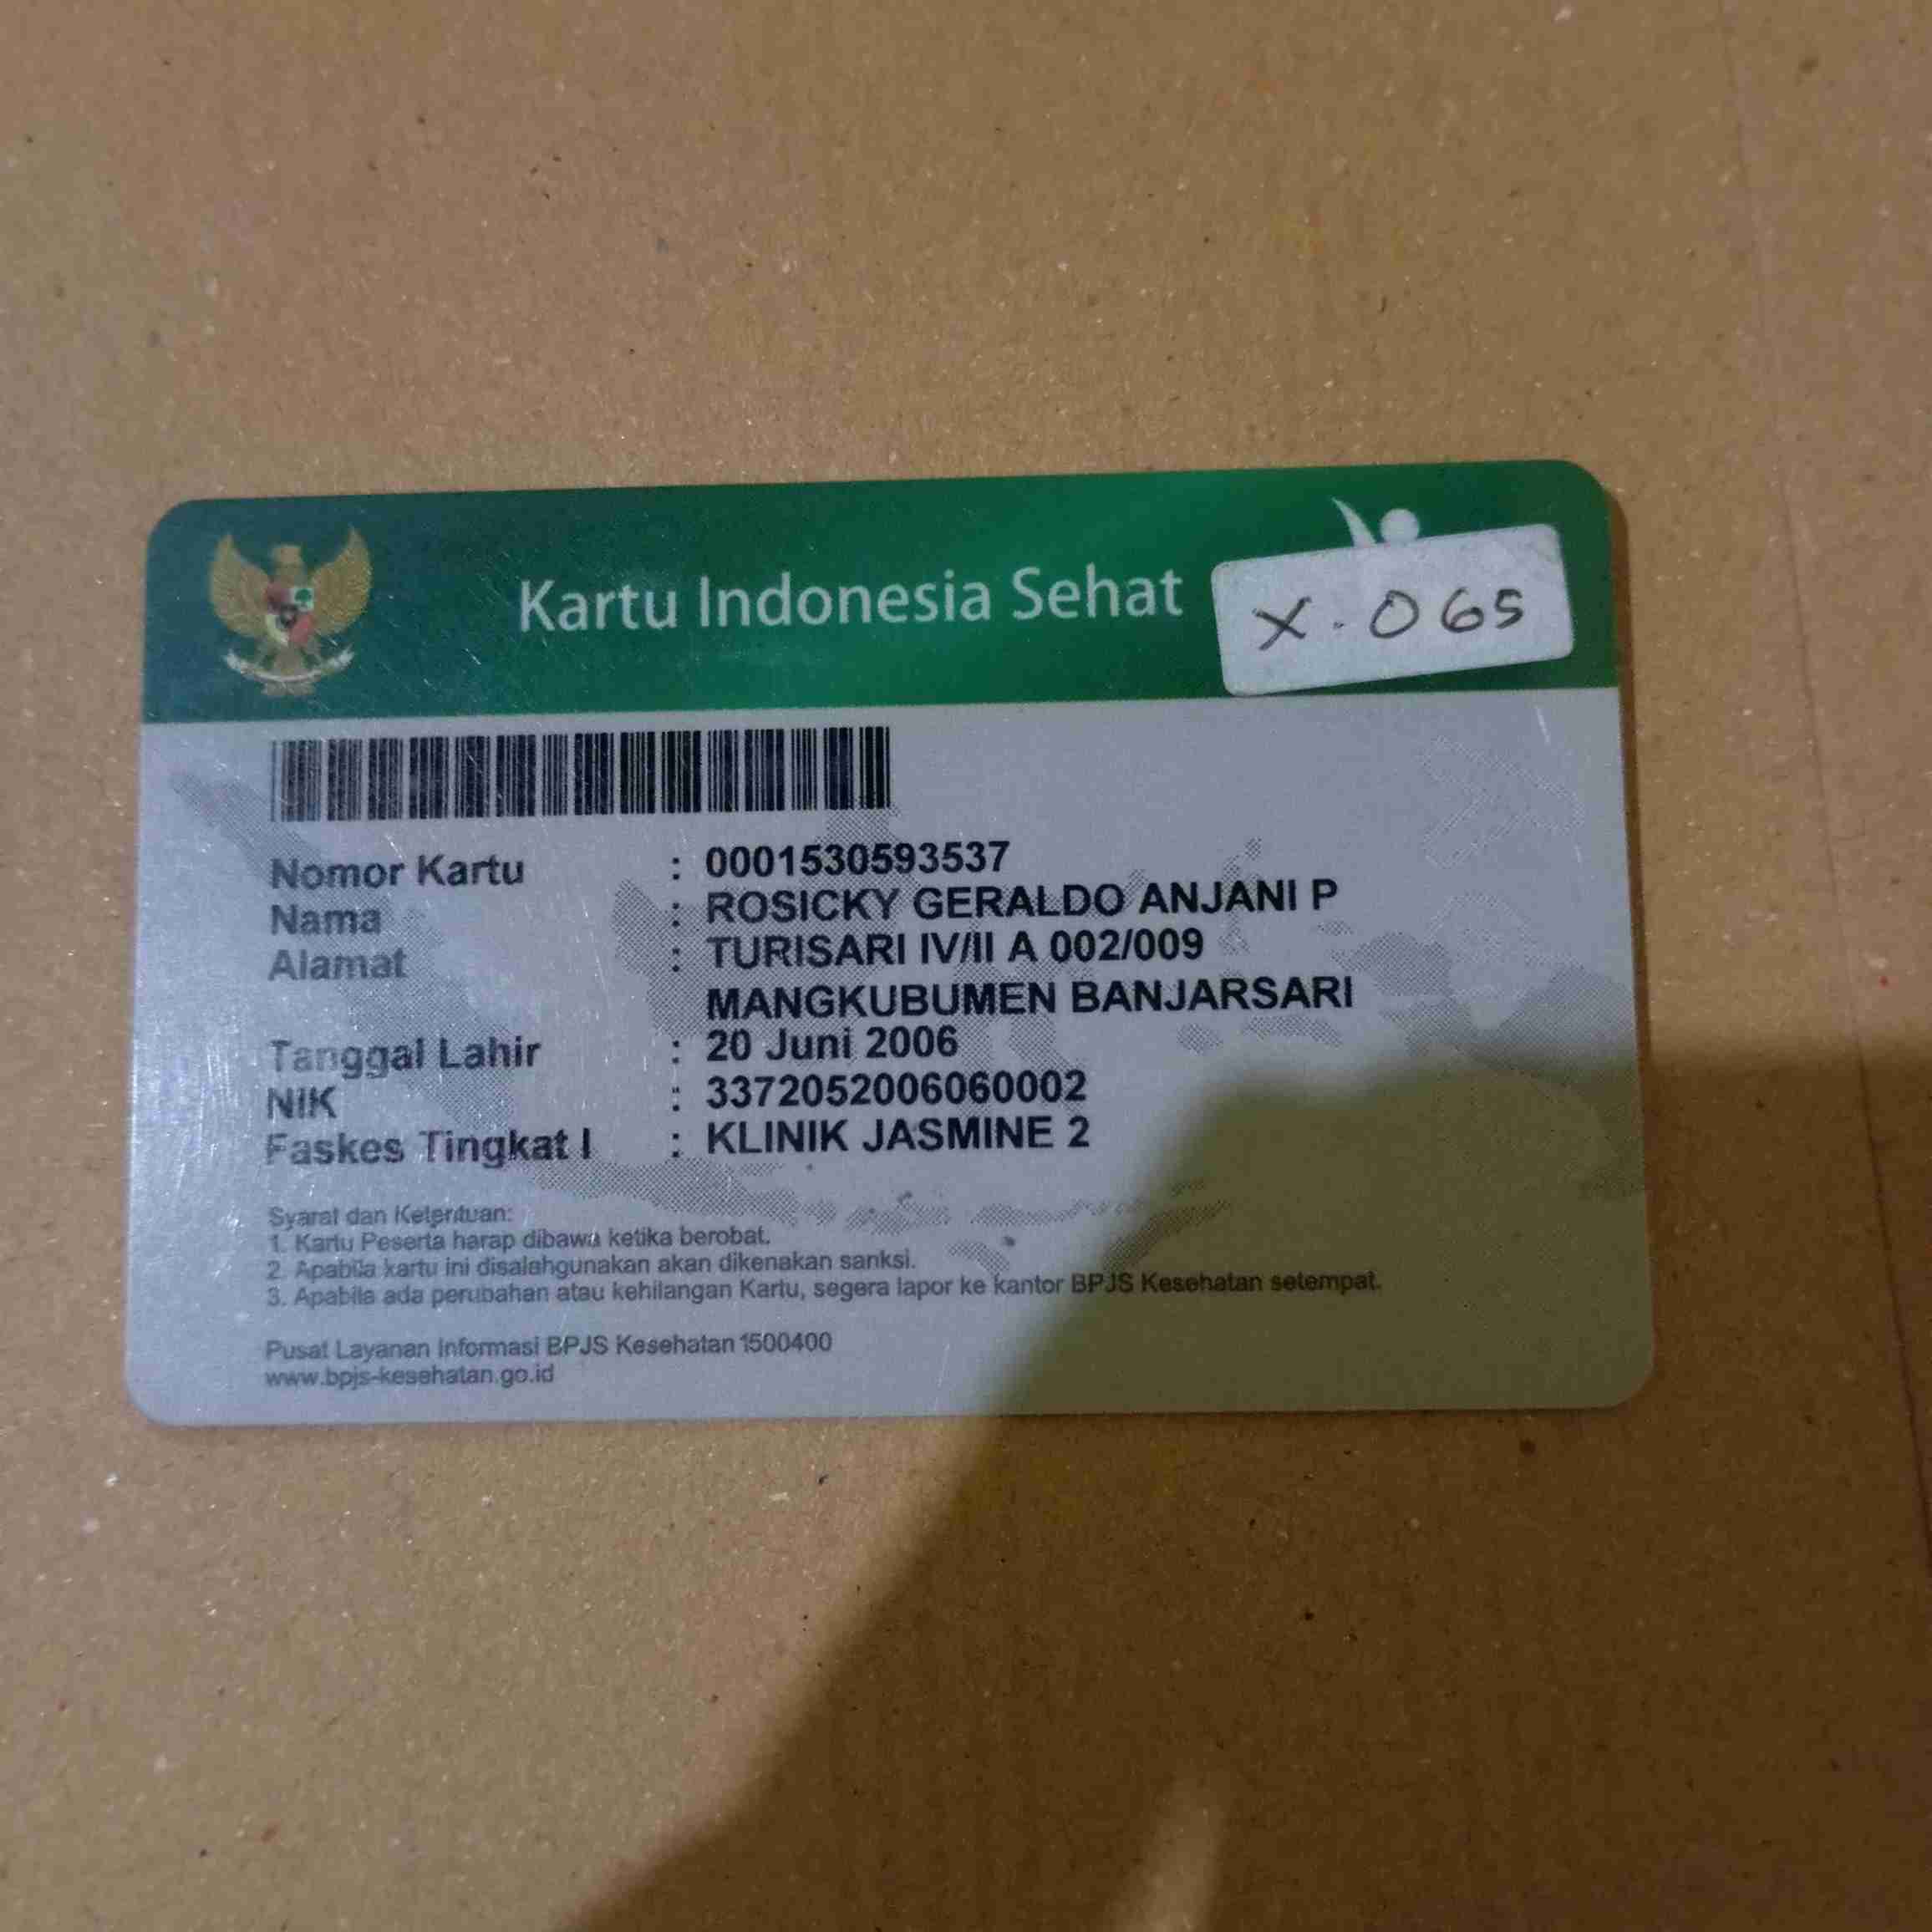 Kartu Indonesia Sehat
X.065
Nomor Kartu : 0001530593537
Nama : ROSICKY GERALDO ANJANI P
Alamat : TURISARI IV/II A 002/009
MANGKUBUMEN BANJARSARI
Tanggal Lahir : 20 Juni 2006
NIK : 3372052006060002
Faskes Tingkat I : KLINIK JASMINE 2
Syarat dan Ketentuan:
1. Kartu Peserta harap dibawa ketika berobat.
2. Apabila kartu ini disalahgunakan akan dikenakan sanksi.
3. Apabila ada perubahan atau kehilangan Kartu, segera lapor ke kantor BPJS Kesehatan setempat.
Pusat Layanan Informasi BPJS Kesehatan 1500400
www.bpjs-kesehatan.go.id